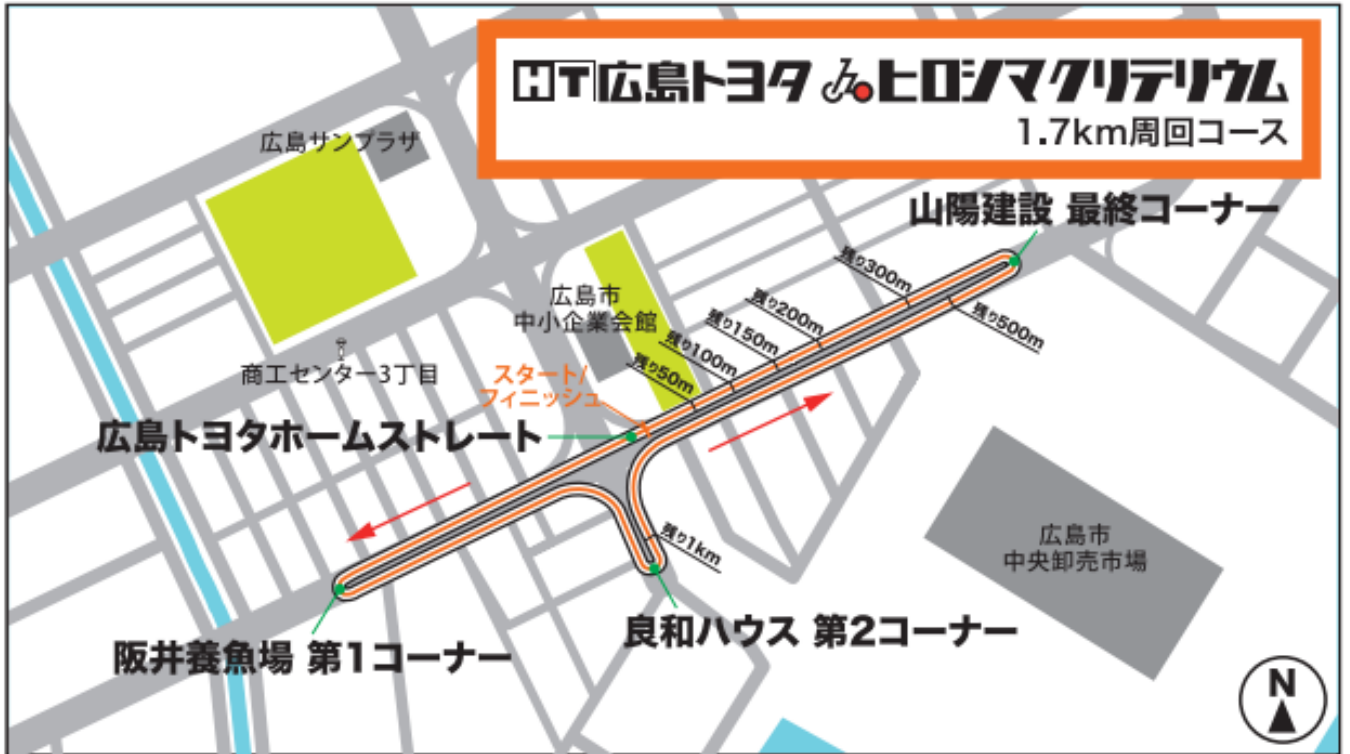 HT広島トヨタ ヒロシマクリテリウム
1.7km周回コース
広島サンプラザ
山陽建設 最終コーナー
残り300m
残り200m
残り150m
残り100m
残り50m
残り500m
広島市
中小企業会館
商工センター3丁目
スタート/
フィニッシュ
広島トヨタホームストレート
残り1km
広島市
中央卸売市場
良和ハウス 第2コーナー
阪井養魚場 第1コーナー
N